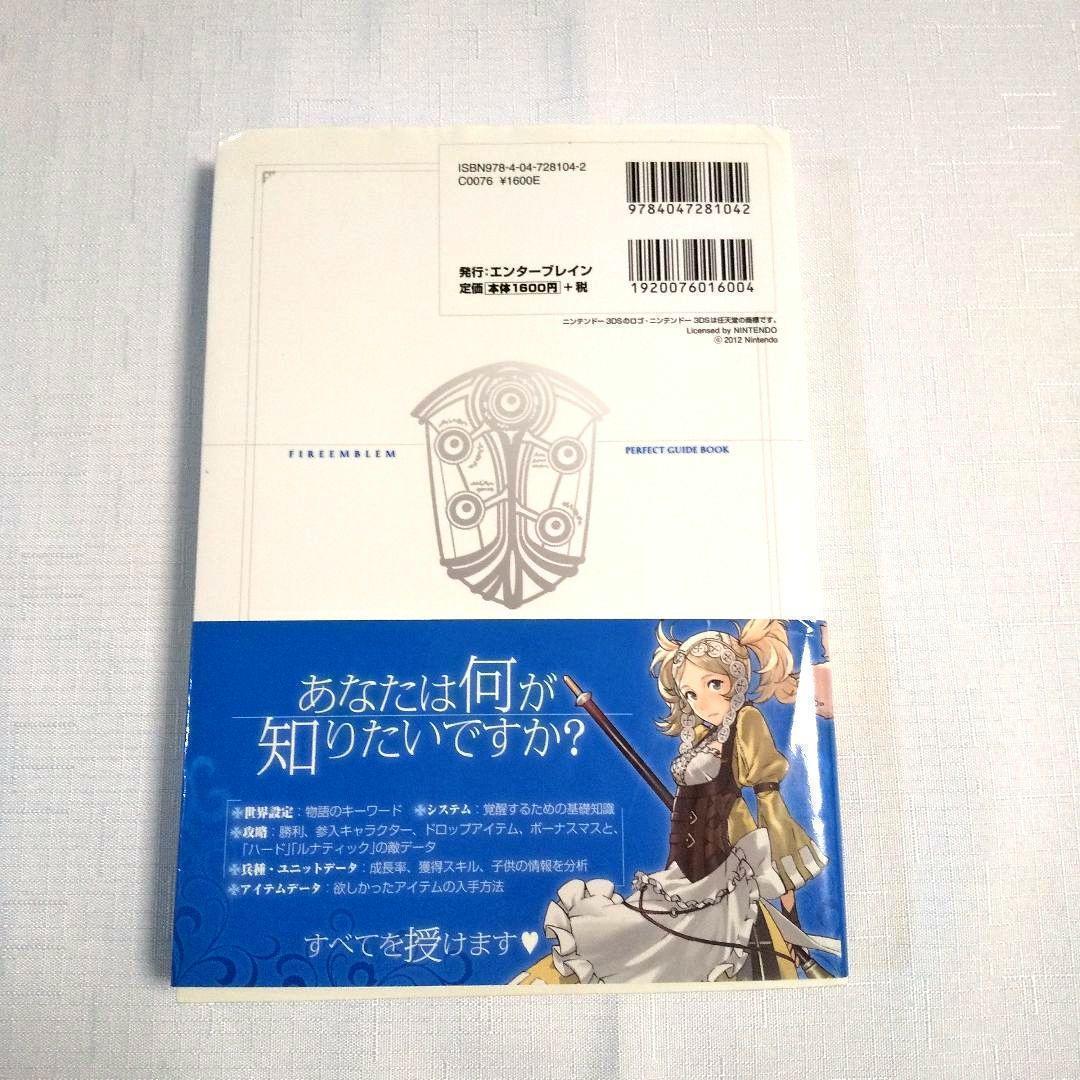 ISBN978-4-04-728104-2
C0076 ¥1600E
9784047281042
1920076016004
発行：エンターブレイン
定価 本体1600円 +税
ニンテンドー3DSのロゴ・ニンテンドー3DSは任天堂の商標です。
Licensed by NINTENDO
© 2012 Nintendo
FIREEMBLEM PERFECT GUIDE BOOK
あなたは何が
知りたいですか?
世界設定：物語のキーワード システム：覚醒するための基礎知識
攻略：勝利、参入キャラクター、ドロップアイテム、ボーナスマスと、
「ハード」「ルナティック」の敵データ
兵種・ユニットデータ：成長率、獲得スキル、子供の情報を分析
アイテムデータ：欲しかったアイテムの入手方法
すべてを授けます♥